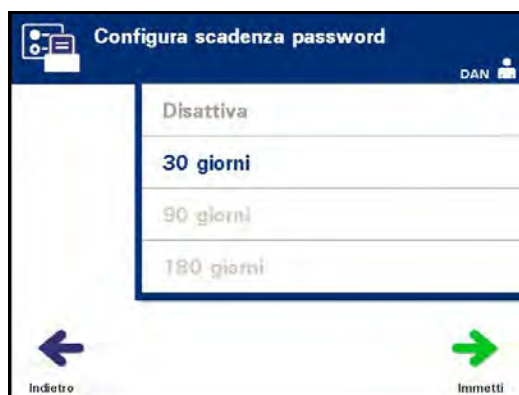 Configura scadenza password
DAN
Disattiva
30 giorni
90 giorni
180 giorni
Indietro
Immetti